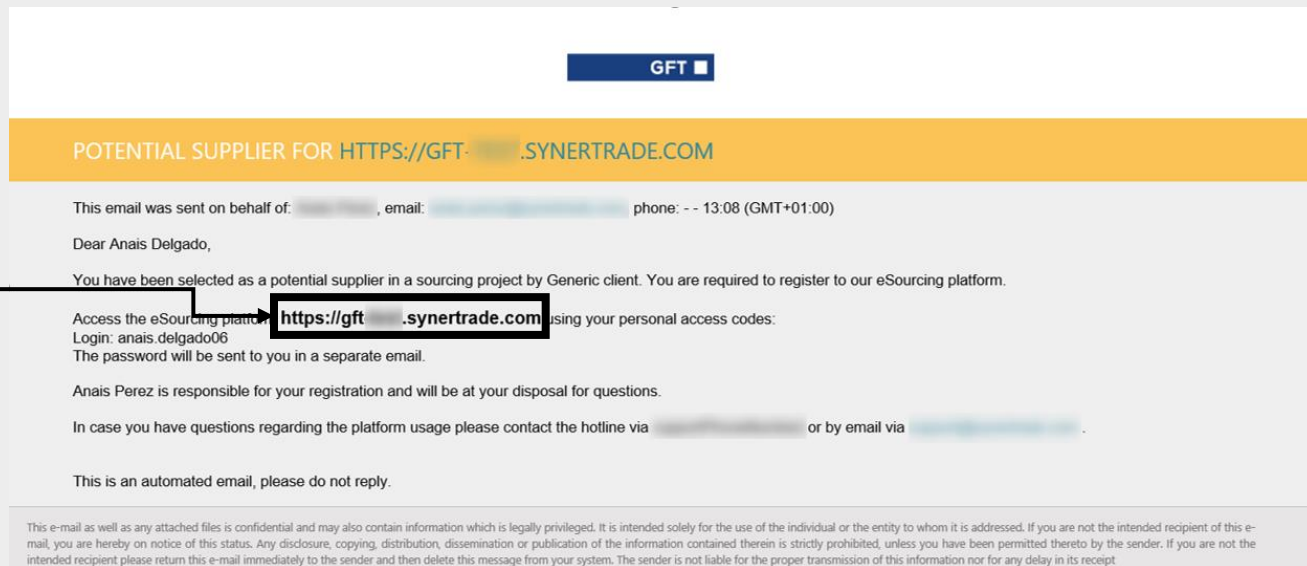 GFT
POTENTIAL SUPPLIER FOR HTTPS://GFT- .SYNERTRADE.COM
This email was sent on behalf of: , email: phone: - - 13:08 (GMT+01:00)
Dear Anais Delgado,
You have been selected as a potential supplier in a sourcing project by Generic client. You are required to register to our eSourcing platform.
Access the eSourcing platform https://gft .synertrade.com using your personal access codes:
Login: anais.delgado06
The password will be sent to you in a separate email.
Anais Perez is responsible for your registration and will be at your disposal for questions.
In case you have questions regarding the platform usage please contact the hotline via or by email via .
This is an automated email, please do not reply.
This e-mail as well as any attached files is confidential and may also contain information which is legally privileged. It is intended solely for the use of the individual or the entity to whom it is addressed. If you are not the intended recipient of this e-
mail, you are hereby on notice of this status. Any disclosure, copying, distribution, dissemination or publication of the information contained therein is strictly prohibited, unless you have been permitted thereto by the sender. If you are not the
intended recipient please return this e-mail immediately to the sender and then delete this message from your system. The sender is not liable for the proper transmission of this information nor for any delay in its receipt